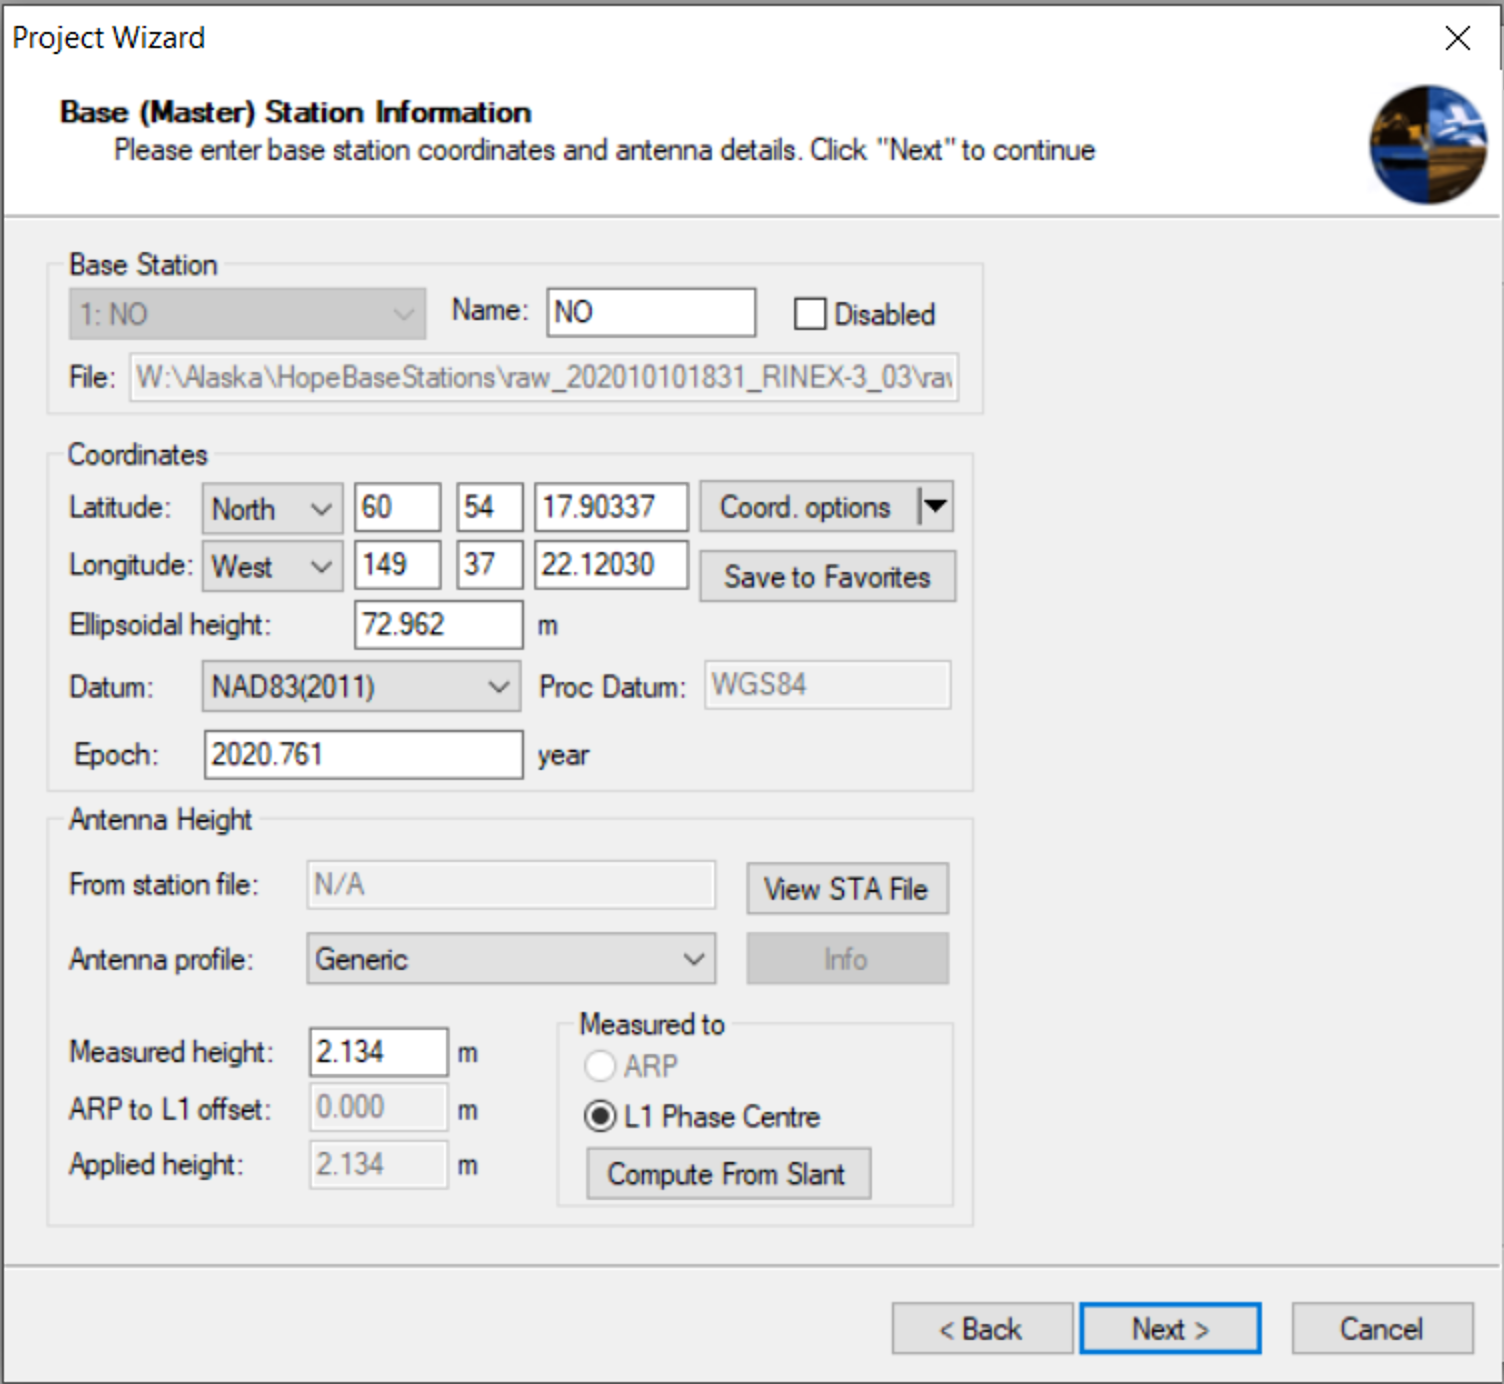 Project Wizard
Base (Master) Station Information
Please enter base station coordinates and antenna details. Click "Next" to continue
Base Station
1: NO Name: NO Disabled
File: W:\Alaska\HopeBaseStations\raw_202010101831_RINEX-3_03\rav
Coordinates
Latitude: North 60 54 17.90337 Coord. options
Longitude: West 149 37 22.12030 Save to Favorites
Ellipsoidal height: 72.962 m
Datum: NAD83(2011) Proc Datum: WGS84
Epoch: 2020.761 year
Antenna Height
From station file: N/A View STA File
Antenna profile: Generic Info
Measured to
Measured height: 2.134 m ARP
ARP to L1 offset: 0.000 m L1 Phase Centre
Applied height: 2.134 m Compute From Slant
< Back Next > Cancel